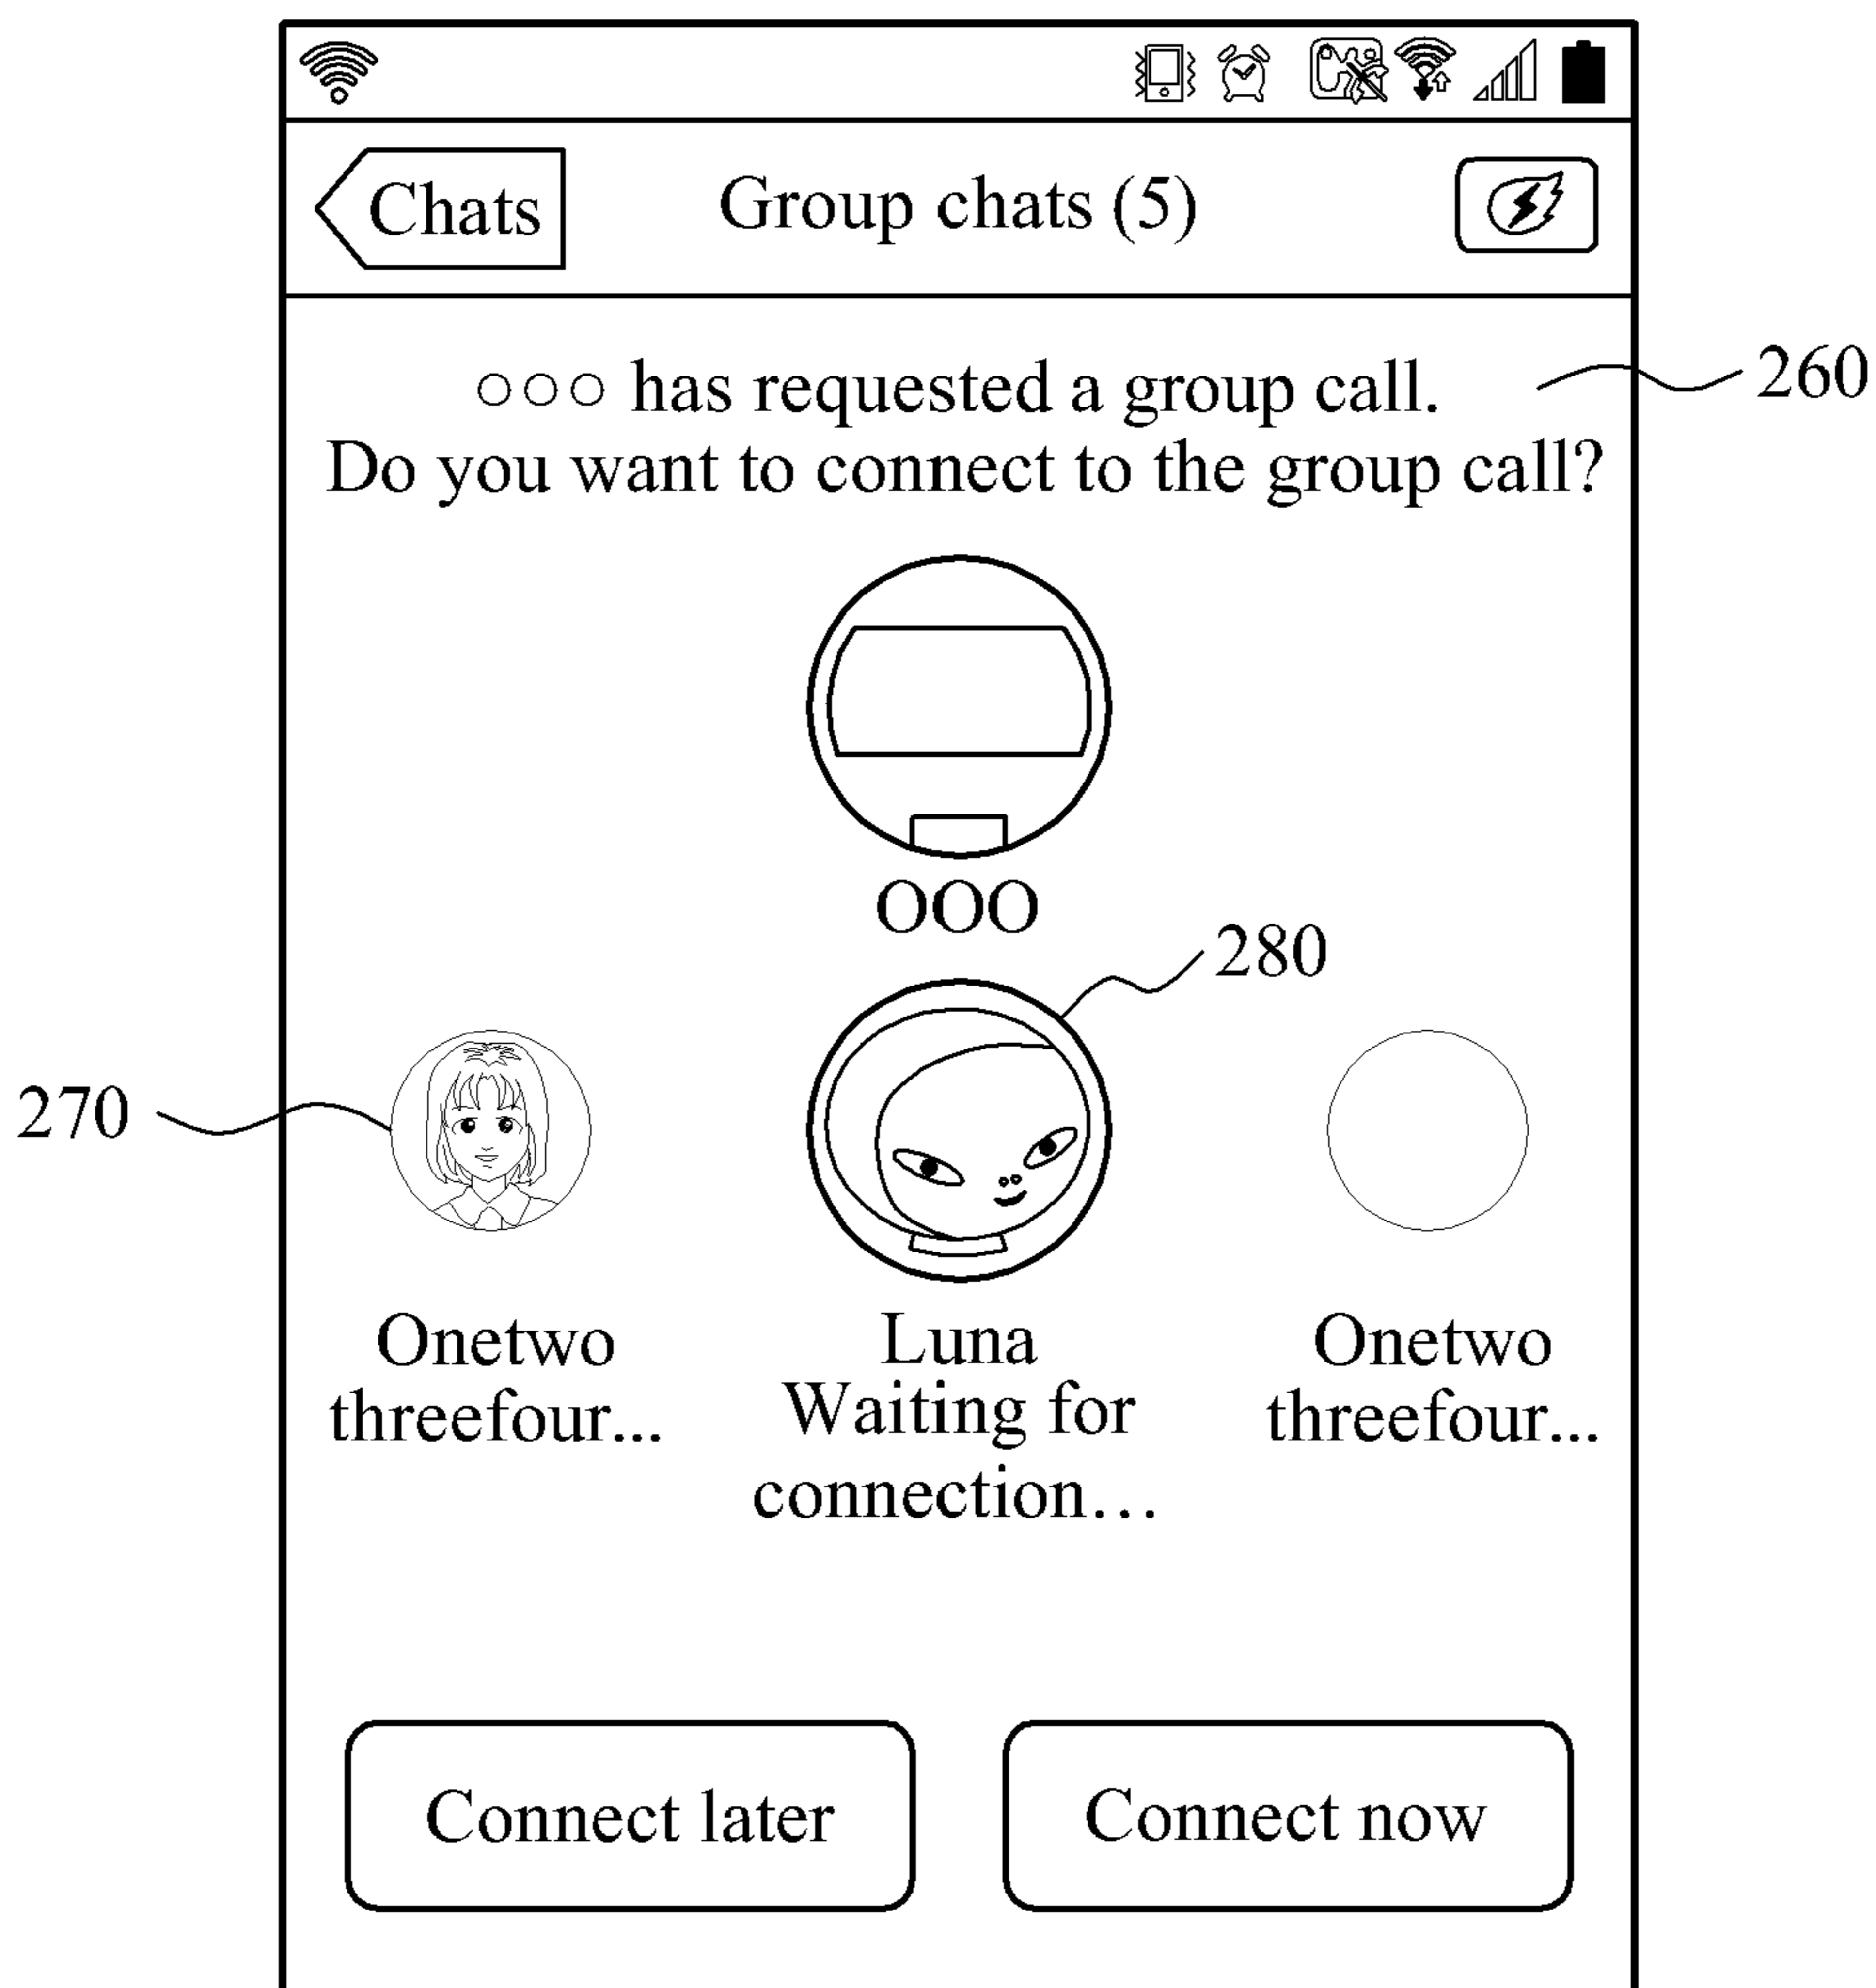 Chats
Group chats (5)
○○○ has requested a group call.
Do you want to connect to the group call?
260
OOO
280
270
Onetwo
threefour...
Luna
Waiting for
connection...
Onetwo
threefour...
Connect later
Connect now